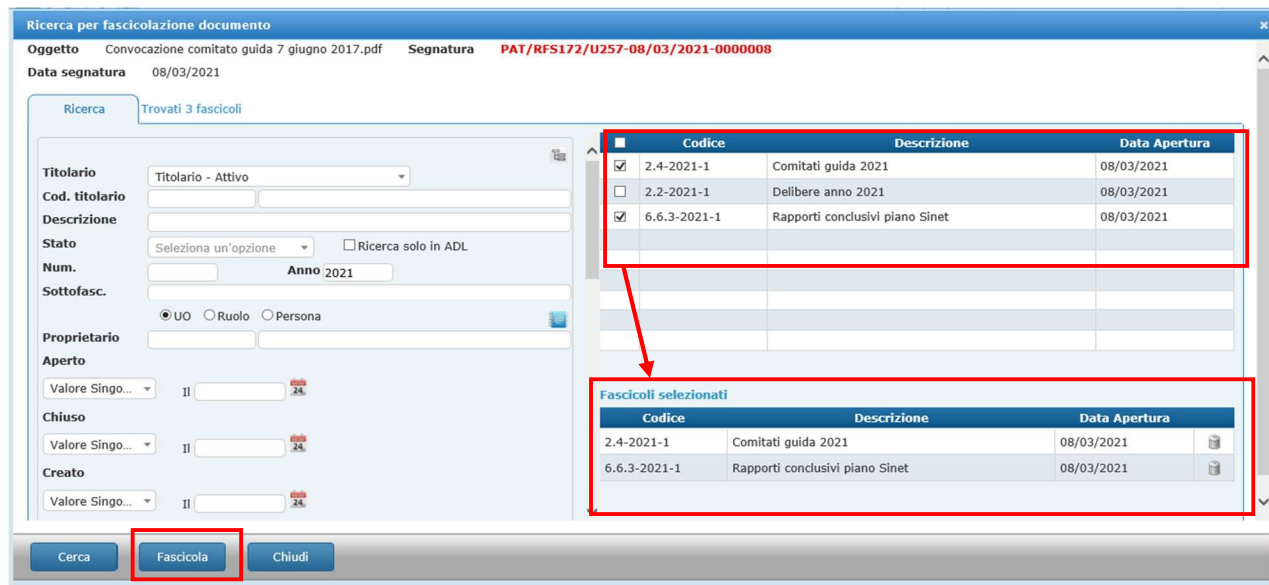 Ricerca per fascicolazione documento
Oggetto Convocazione comitato guida 7 giugno 2017.pdf Segnatura PAT/RFS172/U257-08/03/2021-0000008
Data segnatura 08/03/2021
Ricerca Trovati 3 fascicoli
Titolario Titolario - Attivo
Cod. titolario
Descrizione
Stato Seleziona un'opzione Ricerca solo in ADL
Num. Anno 2021
Sottofasc.
UO Ruolo Persona
Proprietario
Aperto
Valore Singo... Il 24
Chiuso
Valore Singo... Il 24
Creato
Valore Singo... Il 24
Codice Descrizione Data Apertura
2.4-2021-1 Comitati guida 2021 08/03/2021
2.2-2021-1 Delibere anno 2021 08/03/2021
6.6.3-2021-1 Rapporti conclusivi piano Sinet 08/03/2021
Fascicoli selezionati
Codice Descrizione Data Apertura
2.4-2021-1 Comitati guida 2021 08/03/2021
6.6.3-2021-1 Rapporti conclusivi piano Sinet 08/03/2021
Cerca Fascicola Chiudi